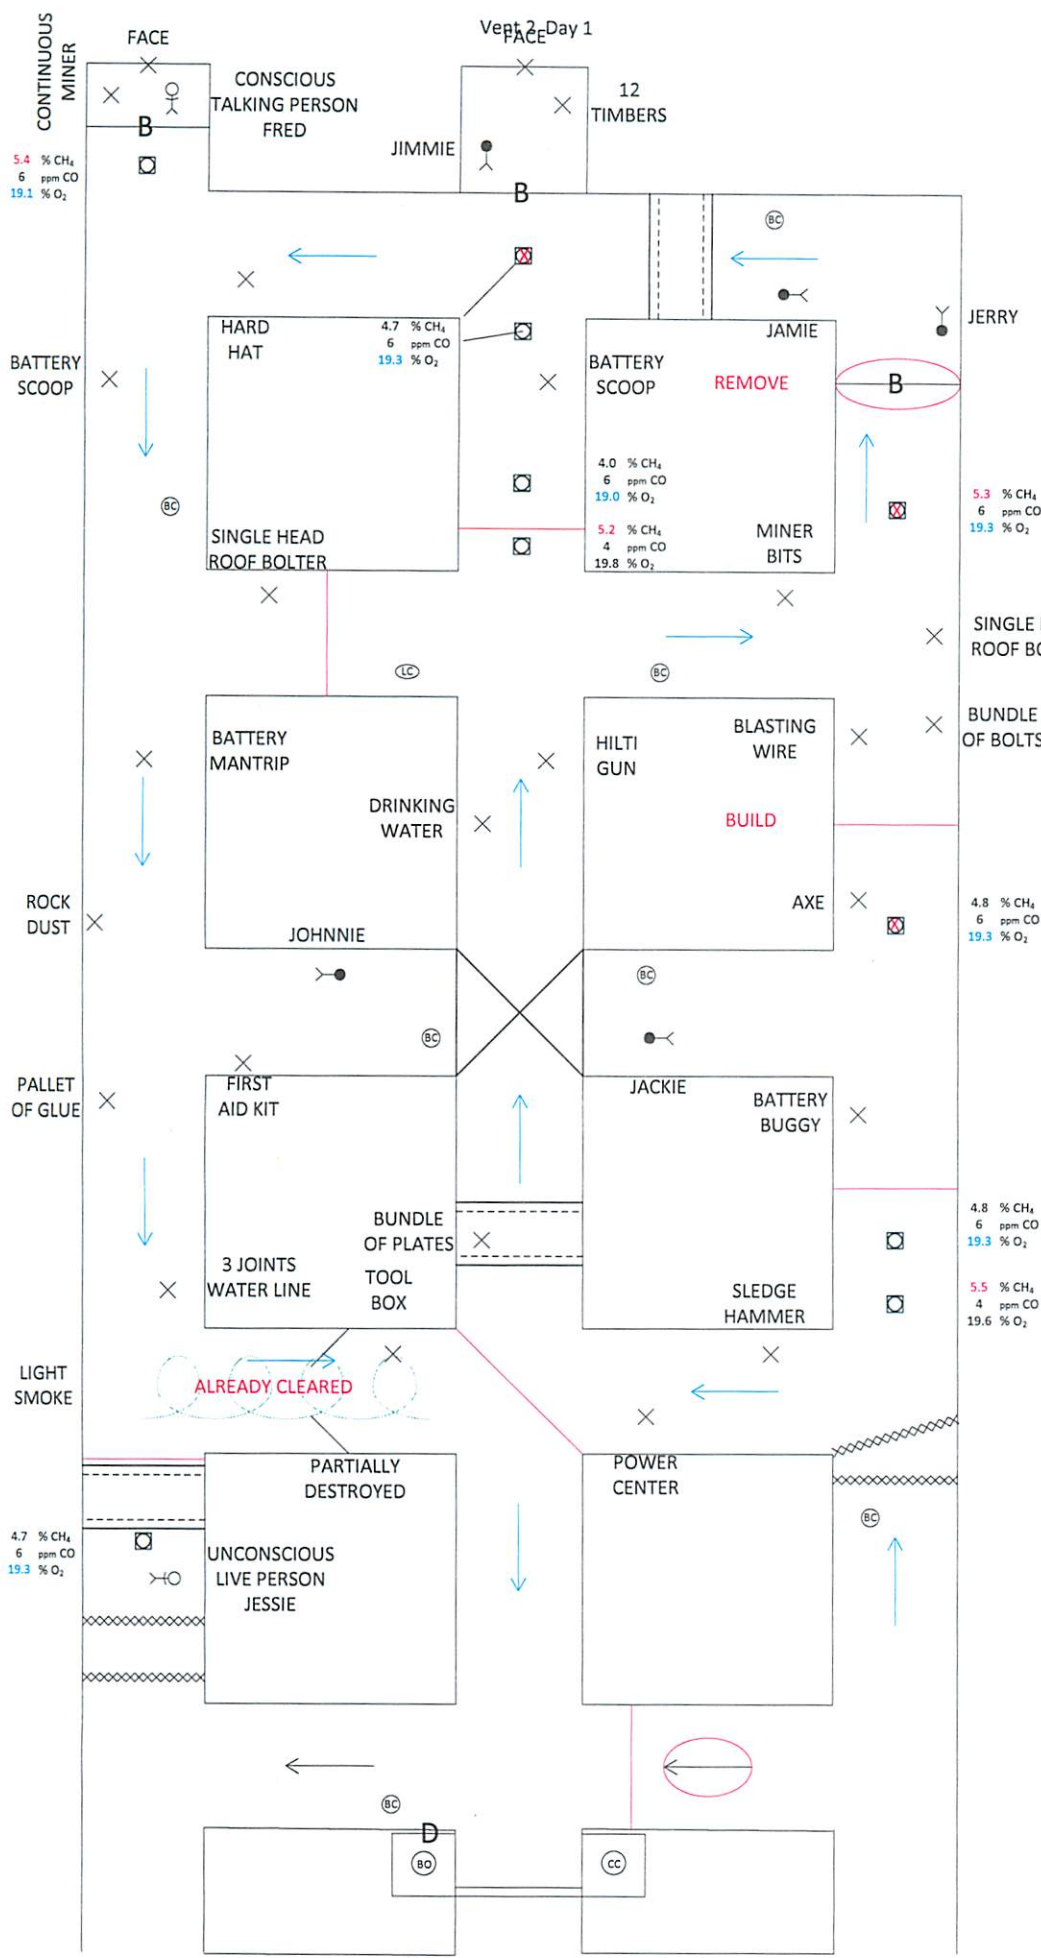 Vent 2 Day 1
FACE
FACE
CONTINUOUS
MINER
CONSCIOUS
TALKING PERSON
FRED
12
TIMBERS
JIMMIE
B
B
5.4 % CH₄
6 ppm CO
19.1 % O₂
BC
JAMIE
JERRY
HARD
HAT
4.7 % CH₄
6 ppm CO
19.3 % O₂
BATTERY
SCOOP
BATTERY
SCOOP
REMOVE
B
4.0 % CH₄
6 ppm CO
19.0 % O₂
5.2 % CH₄
4 ppm CO
19.8 % O₂
BC
SINGLE HEAD
ROOF BOLTER
MINER
BITS
5.3 % CH₄
6 ppm CO
19.3 % O₂
SINGLE
ROOF BO
LC
BC
BATTERY
MANTRIP
HILTI
GUN
BLASTING
WIRE
BUNDLE
OF BOLTS
DRINKING
WATER
BUILD
ROCK
DUST
AXE
4.8 % CH₄
6 ppm CO
19.3 % O₂
JOHNNIE
BC
BC
PALLET
OF GLUE
FIRST
AID KIT
JACKIE
BATTERY
BUGGY
BUNDLE
OF PLATES
4.8 % CH₄
6 ppm CO
19.3 % O₂
3 JOINTS
WATER LINE
TOOL
BOX
SLEDGE
HAMMER
5.5 % CH₄
4 ppm CO
19.6 % O₂
LIGHT
SMOKE
ALREADY CLEARED
PARTIALLY
DESTROYED
POWER
CENTER
BC
4.7 % CH₄
6 ppm CO
19.3 % O₂
UNCONSCIOUS
LIVE PERSON
JESSIE
BC
D
BO
CC